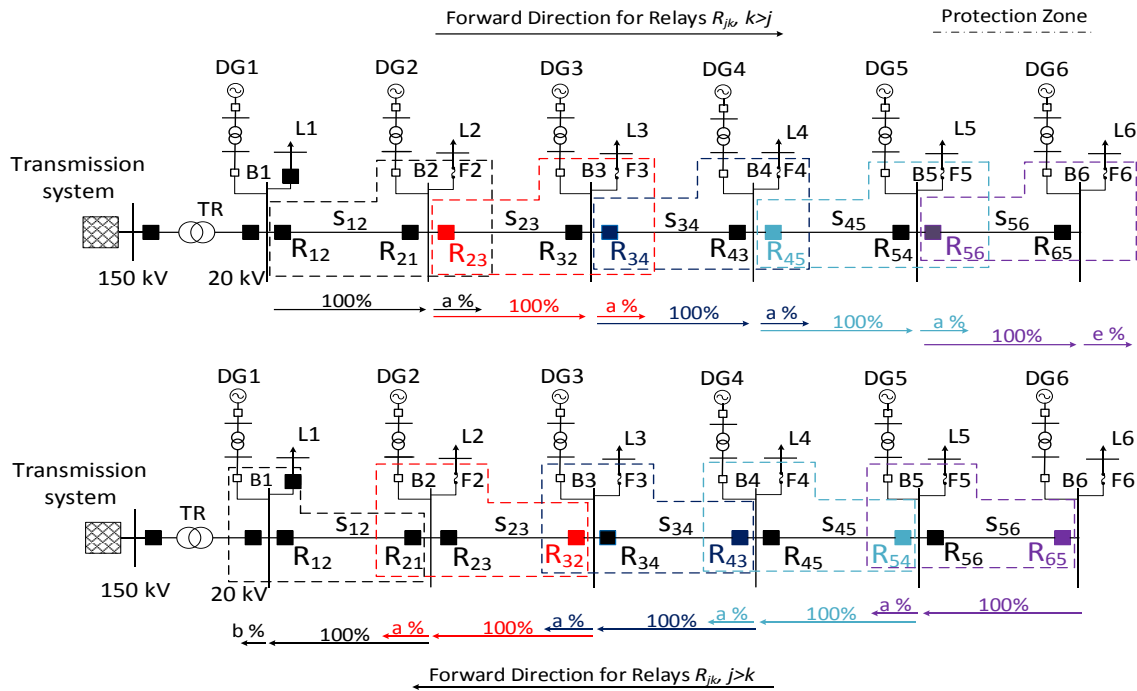 Forward Direction for Relays Rjk, k>j
Protection Zone
DG1 DG2 DG3 DG4 DG5 DG6
L1 L2 L3 L4 L5 L6
Transmission system
B1 B2 F2 B3 F3 B4 F4 B5 F5 B6 F6
TR S12 S23 S34 S45 S56
R12 R21 R23 R32 R34 R43 R45 R54 R56 R65
150 kV 20 kV
100% a % 100% a % 100% a % 100% a % 100% e %
DG1 DG2 DG3 DG4 DG5 DG6
L1 L2 L3 L4 L5 L6
Transmission system
B1 B2 F2 B3 F3 B4 F4 B5 F5 B6 F6
TR S12 S23 S34 S45 S56
R12 R21 R23 R32 R34 R43 R45 R54 R56 R65
150 kV 20 kV
b % 100% a % 100% a % 100% a % 100% a % 100%
Forward Direction for Relays Rjk, j>k